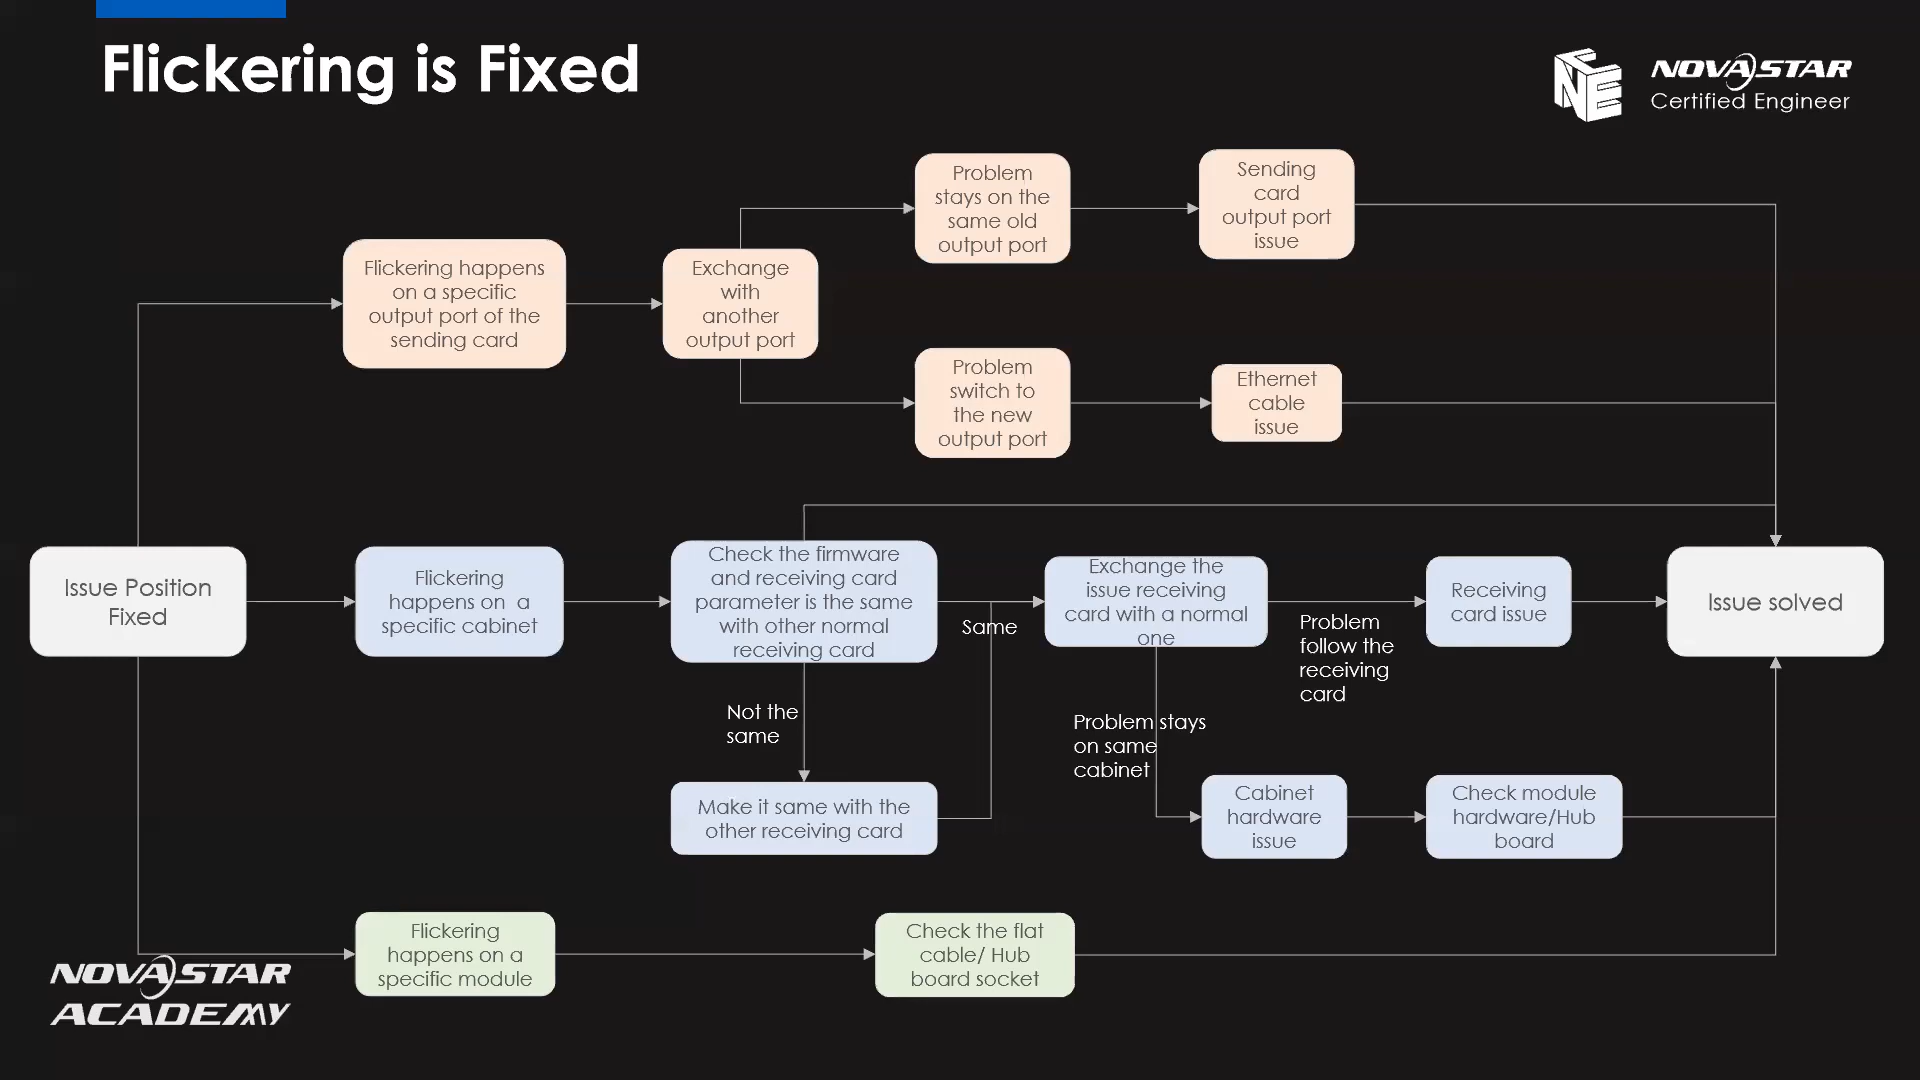 Flickering is Fixed
NOVASTAR
Certified Engineer
Problem
stays on the
same old
output port
Sending
card
output port
issue
Flickering happens
on a specific
output port of the
sending card
Exchange
with
another
output port
Problem
switch to
the new
output port
Ethernet
cable
issue
Issue Position
Fixed
Flickering
happens on a
specific cabinet
Check the firmware
and receiving card
parameter is the same
with other normal
receiving card
Same
Exchange the
issue receiving
card with a normal
one
Problem
follow the
receiving
card
Receiving
card issue
Issue solved
Not the
same
Problem stays
on same
cabinet
Make it same with the
other receiving card
Cabinet
hardware
issue
Check module
hardware/Hub
board
Flickering
happens on a
specific module
Check the flat
cable/ Hub
board socket
NOVASTAR
ACADEMY